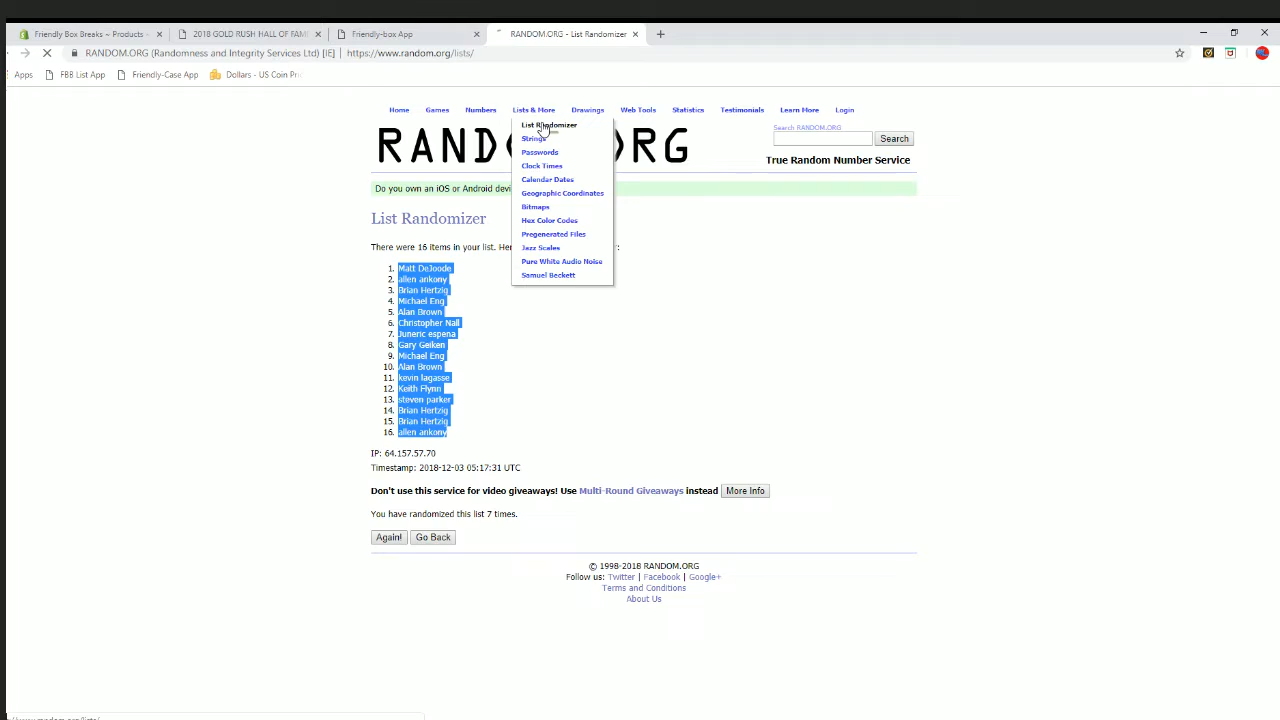 Friendly Box Breaks ~ Products ~
2018 GOLD RUSH HALL OF FAM
Friendly-box App
RANDOM.ORG - List Randomizer
RANDOM.ORG (Randomness and Integrity Services Ltd) [IE] | https://www.random.org/lists/
Apps FBB List App Friendly-Case App Dollars - US Coin Pri
Home Games Numbers Lists & More Drawings Web Tools Statistics Testimonials Learn More Login
List Randomizer
Strings
Passwords
Clock Times
Calendar Dates
Geographic Coordinates
Bitmaps
Hex Color Codes
Pregenerated Files
Jazz Scales
Pure White Audio Noise
Samuel Beckett
RAND RG
Search RANDOM.ORG
Search
True Random Number Service
Do you own an iOS or Android devi
List Randomizer
There were 16 items in your list. Her :
1. Matt DeJoode
2. allen ankony
3. Brian Hertzig
4. Michael Eng
5. Alan Brown
6. Christopher Nall
7. Juneric espena
8. Gary Geiken
9. Michael Eng
10. Alan Brown
11. kevin lagasse
12. Keith Flynn
13. steven parker
14. Brian Hertzig
15. Brian Hertzig
16. allen ankony
IP: 64.157.57.70
Timestamp: 2018-12-03 05:17:31 UTC
Don't use this service for video giveaways! Use Multi-Round Giveaways instead More Info
You have randomized this list 7 times.
Again! Go Back
© 1998-2018 RANDOM.ORG
Follow us: Twitter | Facebook | Google+
Terms and Conditions
About Us